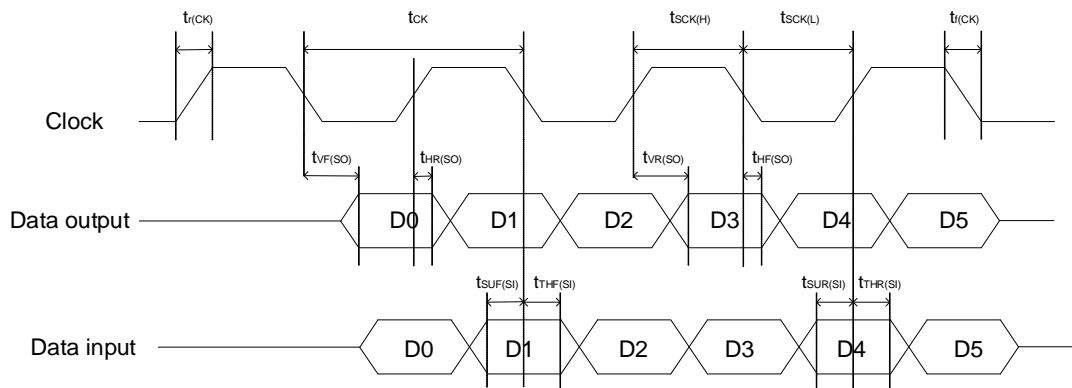 tr(CK) tCK tSCK(H) tSCK(L) tf(CK)
Clock
tVF(SO) tHR(SO) tVR(SO) tHF(SO)
Data output D0 D1 D2 D3 D4 D5
tSUF(SI) tTHF(SI) tSUR(SI) tTHR(SI)
Data input D0 D1 D2 D3 D4 D5